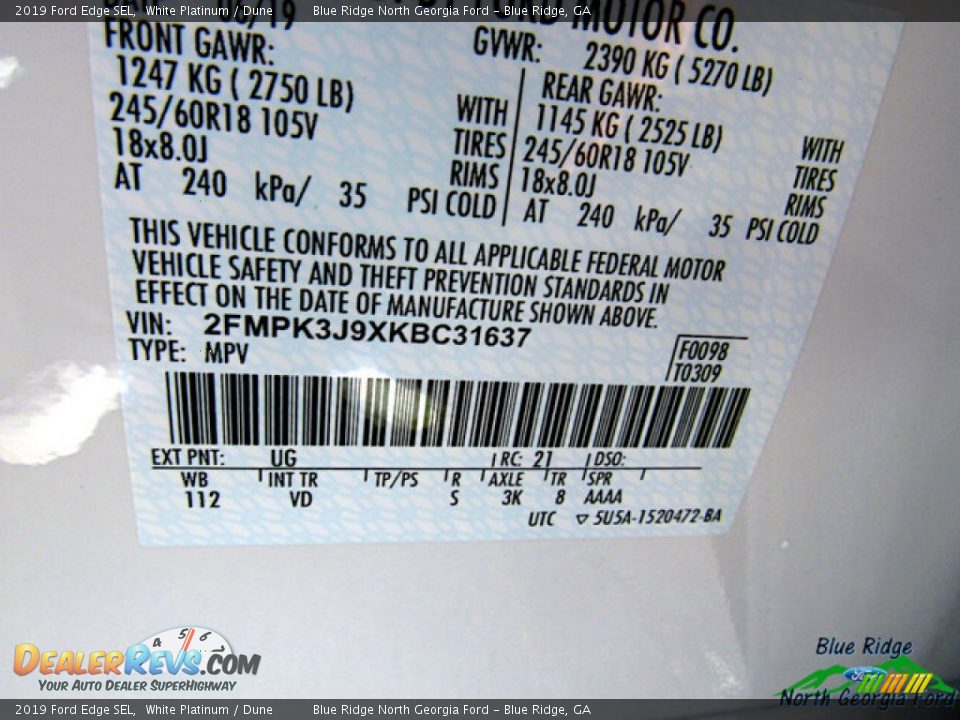 2019 Ford Edge SEL, White Platinum / Dune Blue Ridge North Georgia Ford - Blue Ridge, GA
MOTOR CO.
FRONT GAWR: GVWR: 2390 KG ( 5270 LB)
1247 KG ( 2750 LB) REAR GAWR:
WITH 1145 KG ( 2525 LB) WITH
245/60R18 105V TIRES 245/60R18 105V TIRES
18x8.0J RIMS 18x8.0J RIMS
AT 240 kPa/ 35 PSI COLD AT 240 kPa/ 35 PSI COLD
THIS VEHICLE CONFORMS TO ALL APPLICABLE FEDERAL MOTOR
VEHICLE SAFETY AND THEFT PREVENTION STANDARDS IN
EFFECT ON THE DATE OF MANUFACTURE SHOWN ABOVE.
VIN: 2FMPK3J9XKBC31637
TYPE: MPV
F0098
T0309
EXT PNT: UG RC: 21 DSO:
WB INT TR TP/PS R AXLE TR SPR
112 VD S 3K 8 AAAA
UTC ▽ 5U5A-1520472-BA
4 5 6
DEALERREVS.COM
YOUR AUTO DEALER SUPERHIGHWAY
Blue Ridge
Ford
North Georgia Ford
2019 Ford Edge SEL, White Platinum / Dune Blue Ridge North Georgia Ford - Blue Ridge, GA